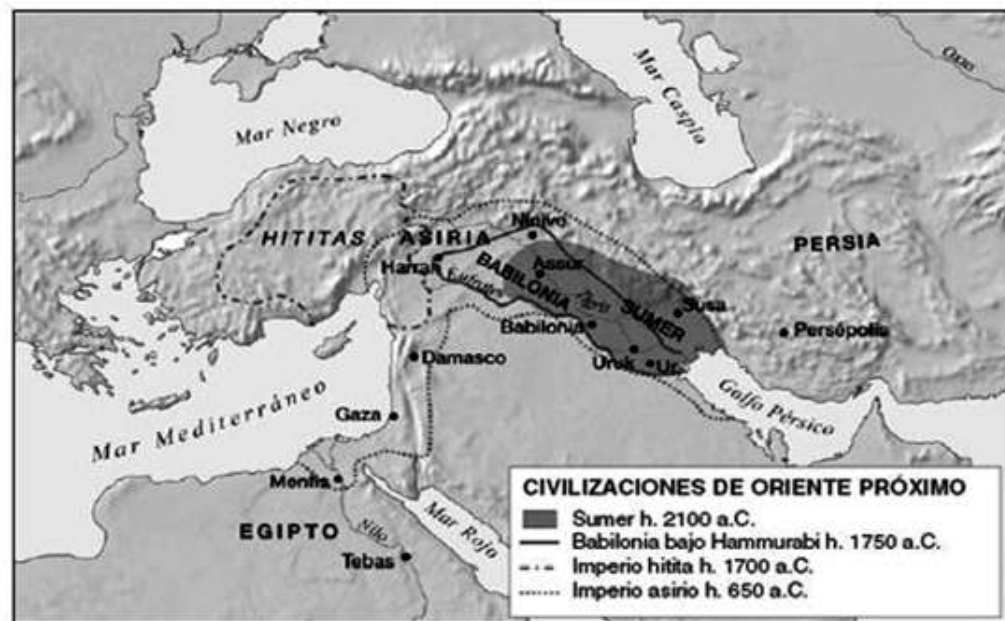 Mar Negro
Mar Caspio
Oxus
HITITAS
ASIRIA
Nínive
PERSIA
Harran
Assur
Éufrates
BABILONIA
Tigris
SUMER
Susa
Babilonia
Persépolis
Uruk
Ur
Damasco
Mar Mediterráneo
Gaza
Golfo Pérsico
Menfis
EGIPTO
Nilo
Mar Rojo
Tebas
CIVILIZACIONES DE ORIENTE PRÓXIMO
Sumer h. 2100 a.C.
Babilonia bajo Hammurabi h. 1750 a.C.
Imperio hitita h. 1700 a.C.
Imperio asirio h. 650 a.C.